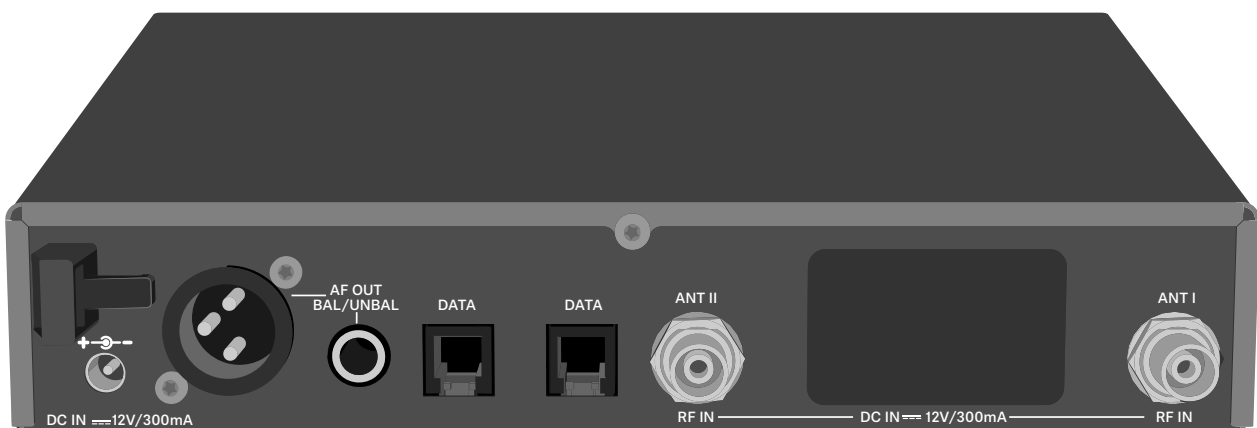 AF OUT
BAL/UNBAL
DATA
DATA
ANT II
ANT I
+ -
DC IN ⎓ 12V/300mA
RF IN
DC IN ⎓ 12V/300mA
RF IN